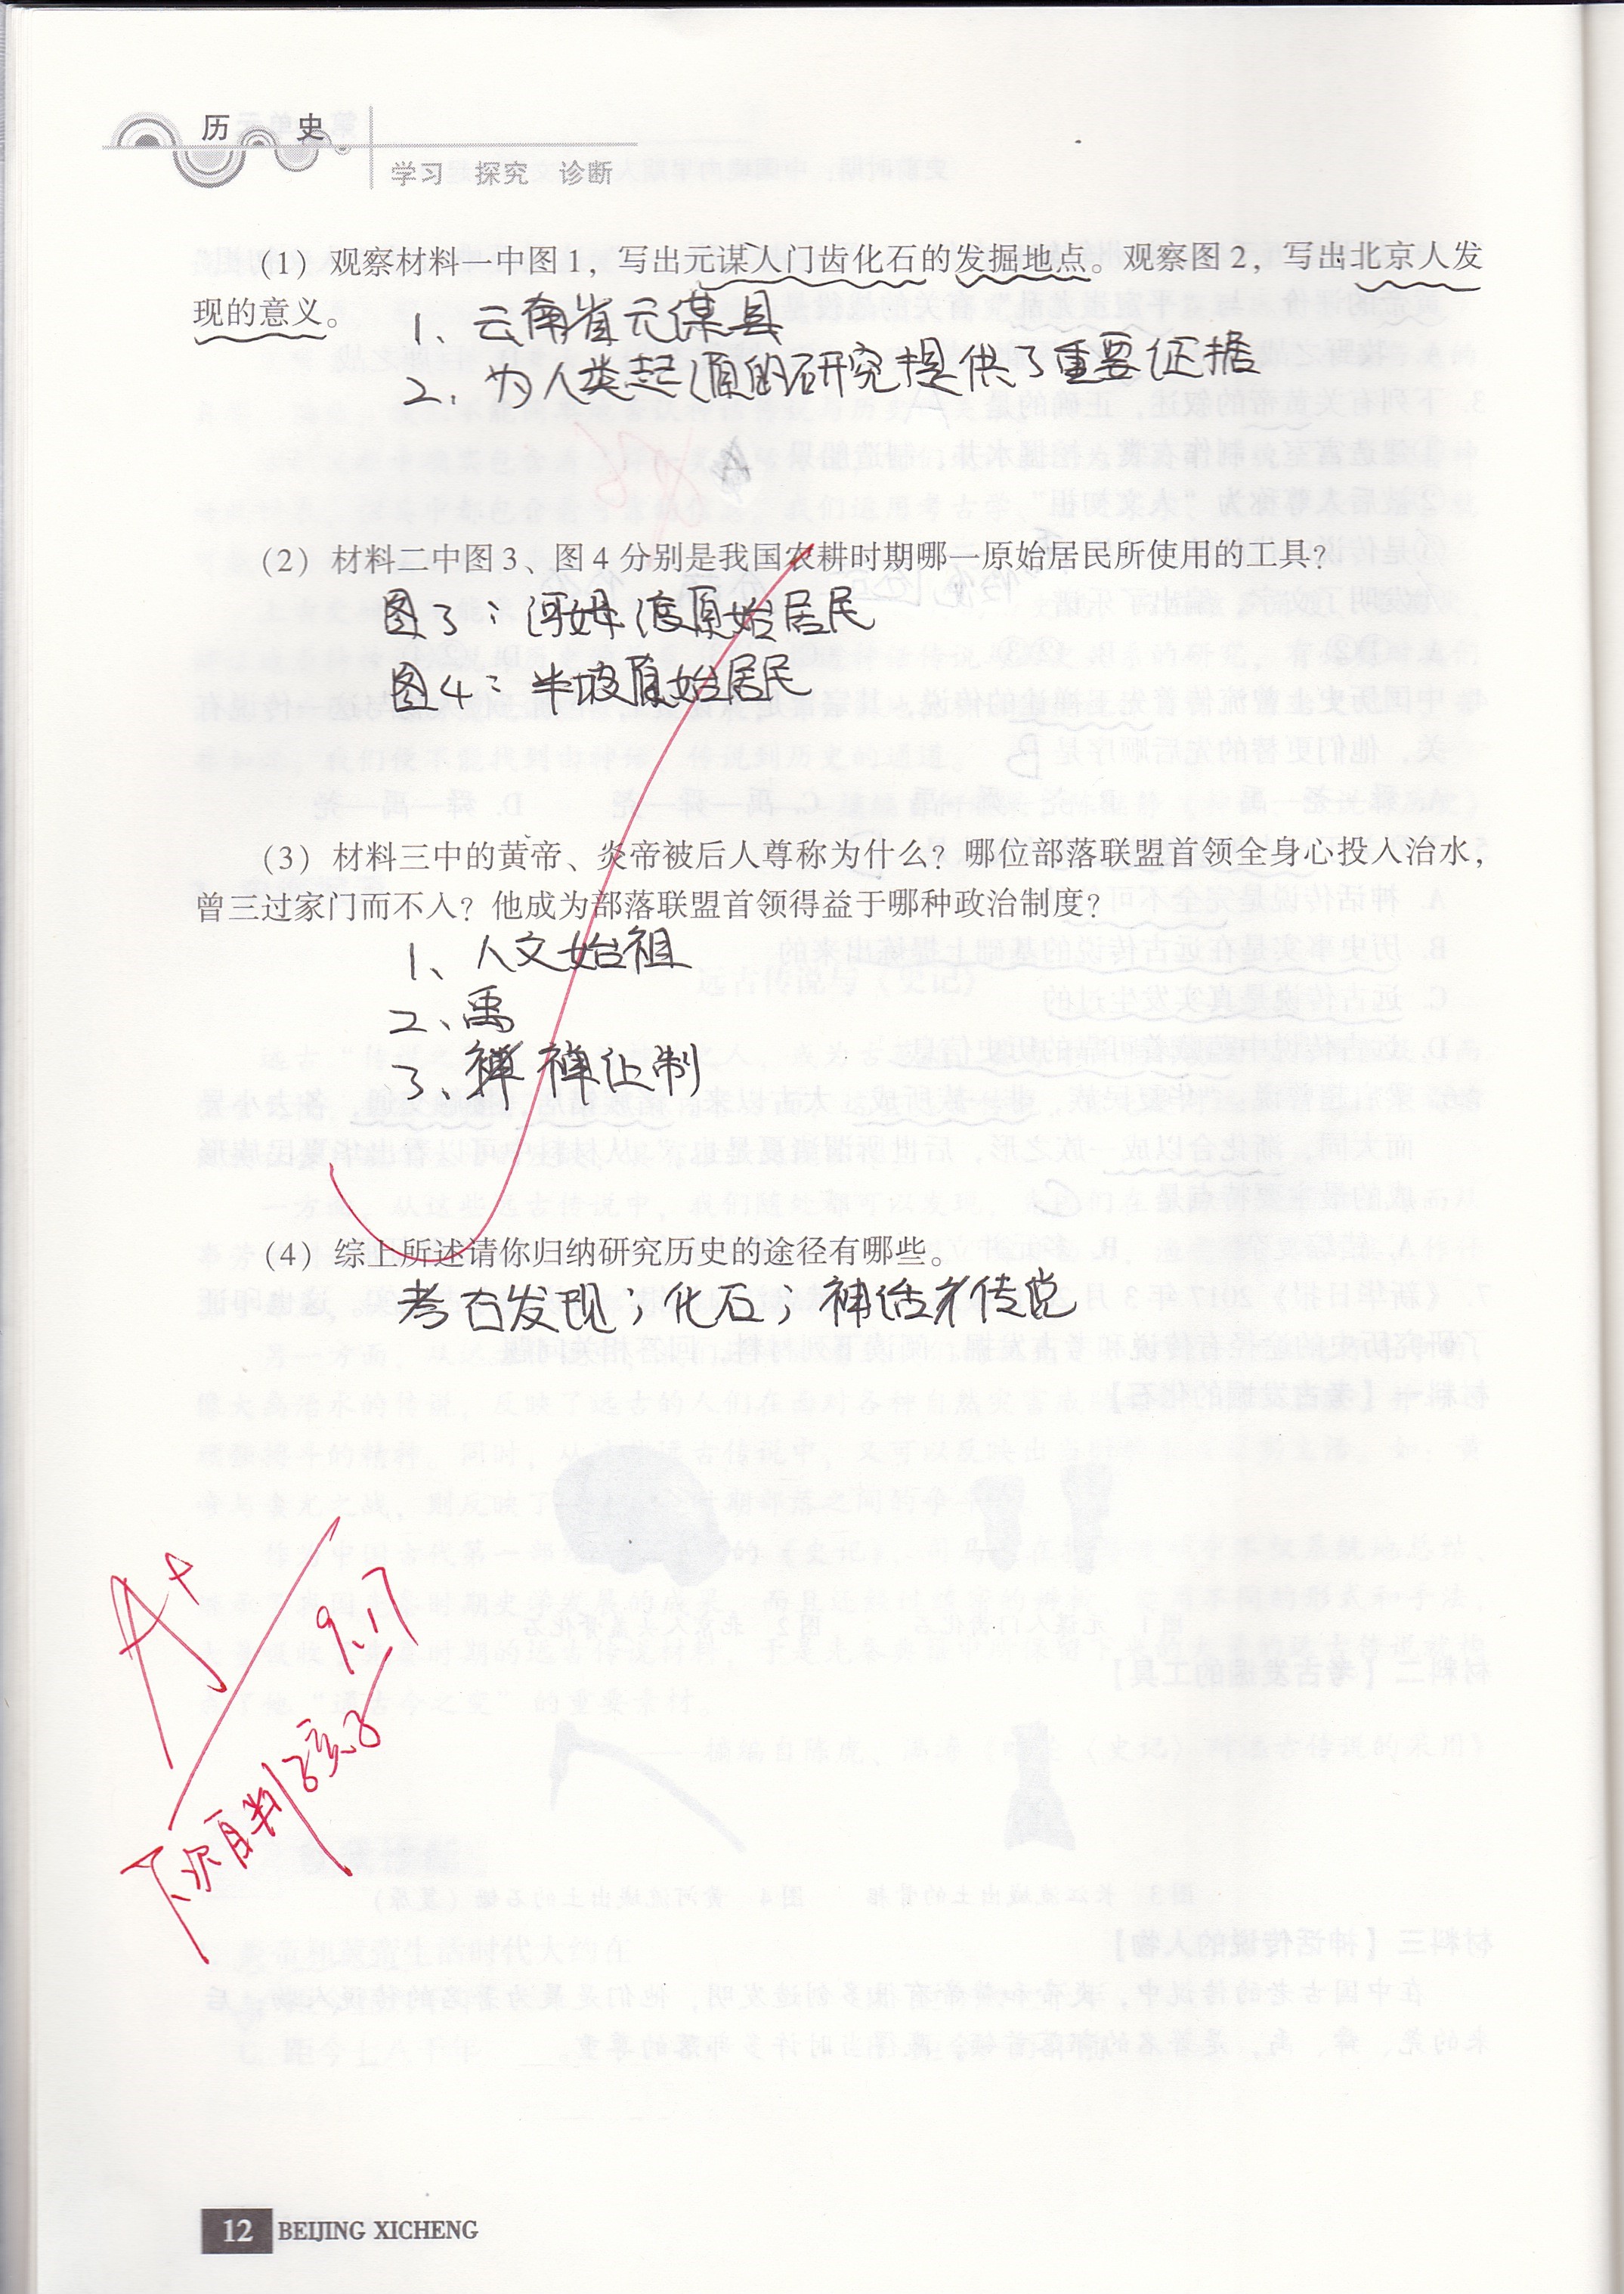 历 史
学习 探究 诊断
(1) 观察材料一中图1，写出元谋人门齿化石的发掘地点。观察图2，写出北京人发
现的意义。
1、云南省元谋县
2、为人类起源的研究提供了重要证据
(2) 材料二中图3、图4分别是我国农耕时期哪一原始居民所使用的工具？
图3：河姆渡原始居民
图4：半坡原始居民
(3) 材料三中的黄帝、炎帝被后人尊称为什么？哪位部落联盟首领全身心投入治水，
曾三过家门而不入？他成为部落联盟首领得益于哪种政治制度？
1、人文始祖
2、禹
3、禅让制
(4) 综上所述请你归纳研究历史的途径有哪些。
考古发现；化石；神话传说
A+
9.17
12 BEIJING XICHENG